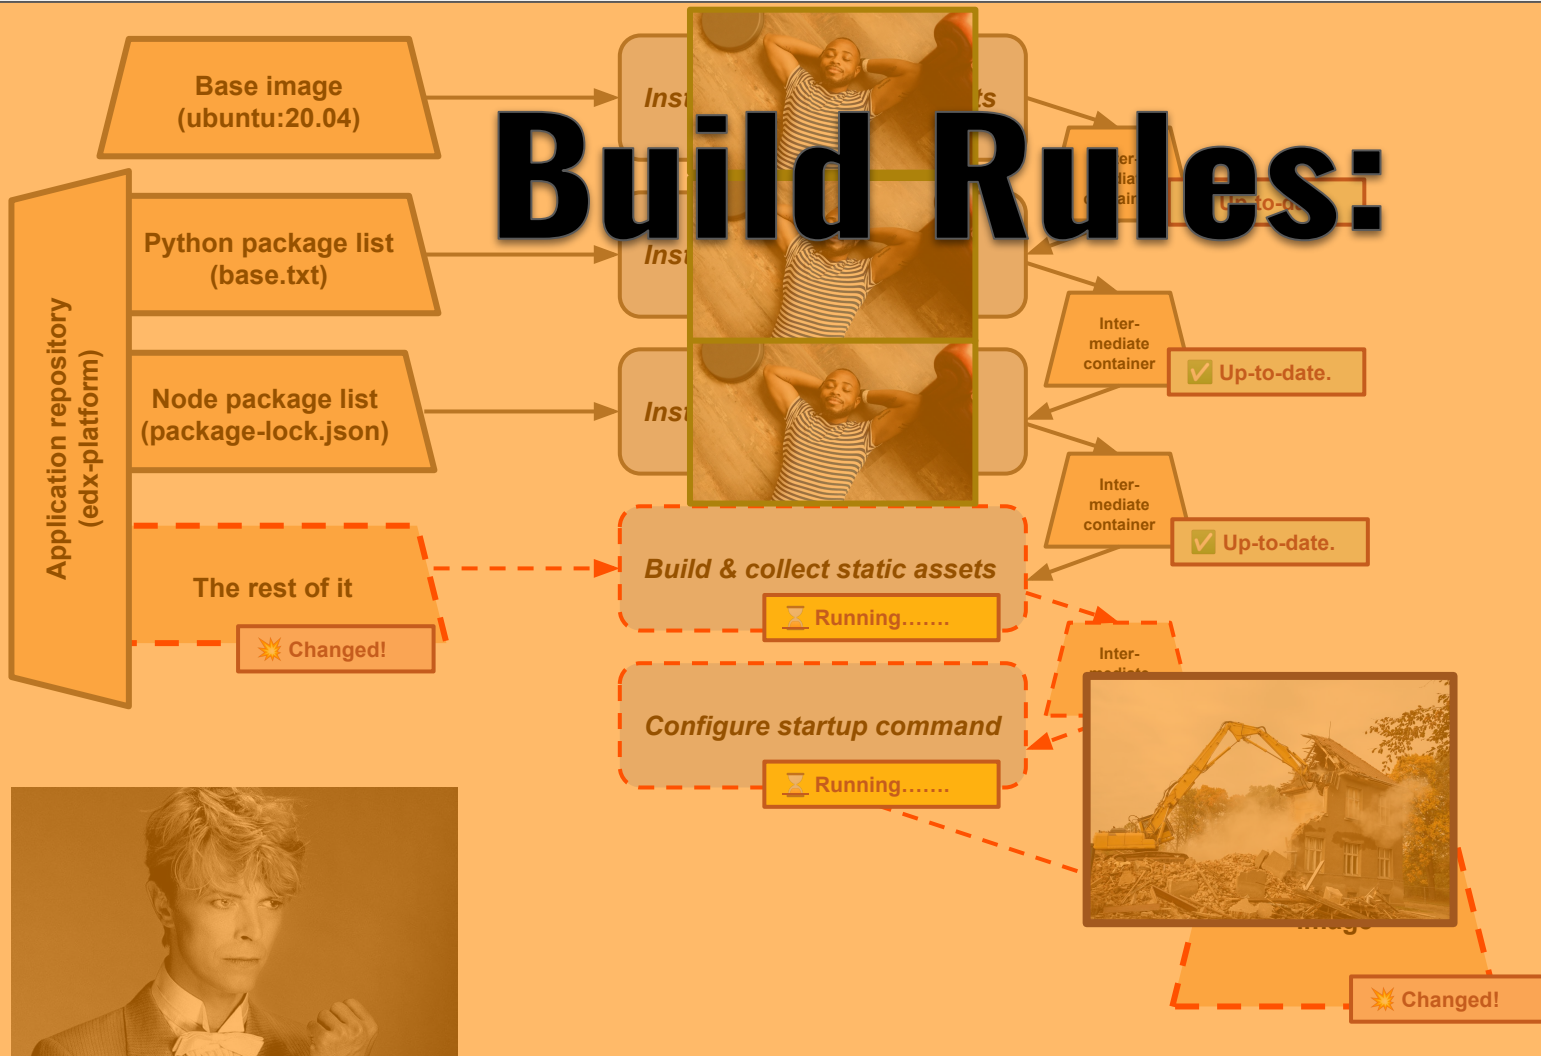 Build Rules:
Base image
(ubuntu:20.04)
Python package list
(base.txt)
Node package list
(package-lock.json)
Application repository
(edx-platform)
The rest of it
💥 Changed!
Build & collect static assets
⏳ Running.......
Configure startup command
⏳ Running.......
Inter-
mediate
container
✅ Up-to-date.
Inter-
mediate
container
✅ Up-to-date.
Inter-
💥 Changed!